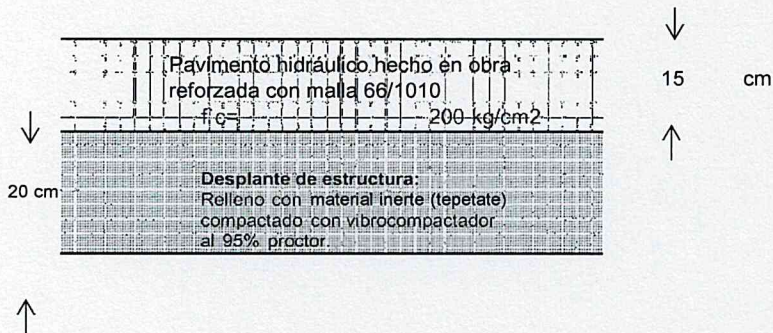 Pavimento hidráulico hecho en obra
reforzada con malla 66/1010
f'c= 200 kg/cm2
15 cm
20 cm
Desplante de estructura:
Relleno con material inerte (tepetate)
compactado con vibrocompactador
al 95% proctor.